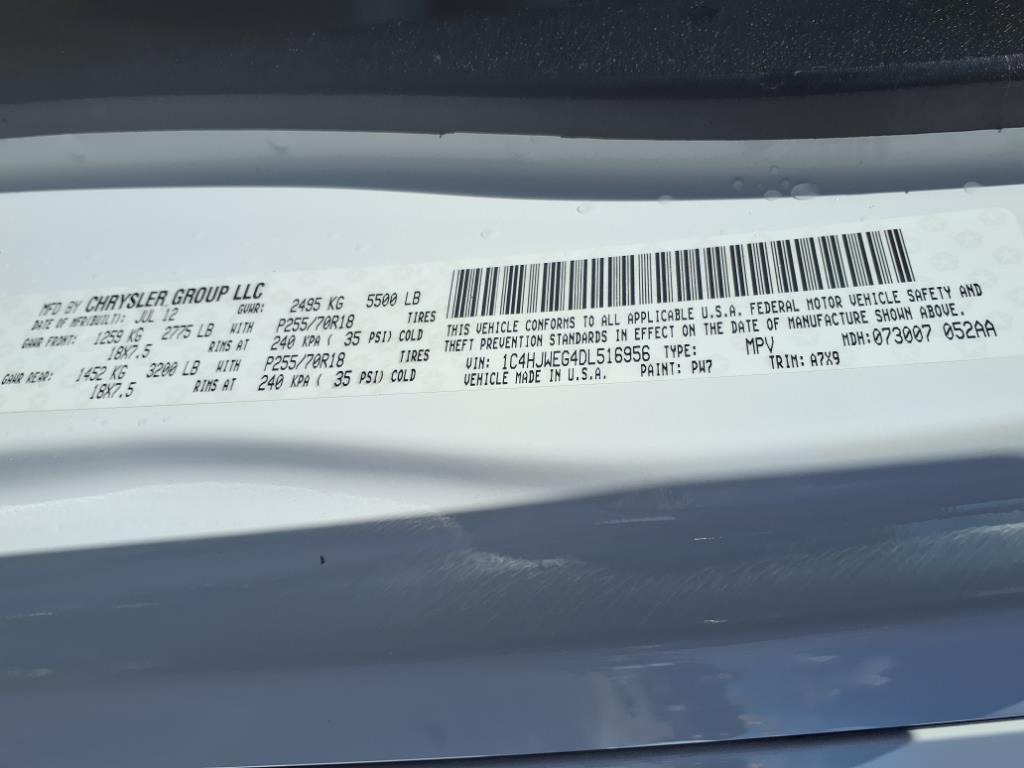 MFD BY CHRYSLER GROUP LLC
DATE OF MFR(BUILT): JUL 12 GVWR: 2495 KG 5500 LB
GAWR FRONT: 1259 KG 2775 LB WITH P255/70R18 TIRES
18X7.5 RIMS AT 240 KPA ( 35 PSI) COLD
GAWR REAR: 1452 KG 3200 LB WITH P255/70R18 TIRES
18X7.5 RIMS AT 240 KPA ( 35 PSI) COLD
THIS VEHICLE CONFORMS TO ALL APPLICABLE U.S.A. FEDERAL MOTOR VEHICLE SAFETY AND
THEFT PREVENTION STANDARDS IN EFFECT ON THE DATE OF MANUFACTURE SHOWN ABOVE.
VIN: 1C4HJWEG4DL516956 TYPE: MPV MDH:073007 052AA
VEHICLE MADE IN U.S.A. PAINT: PW7 TRIM: A7X9